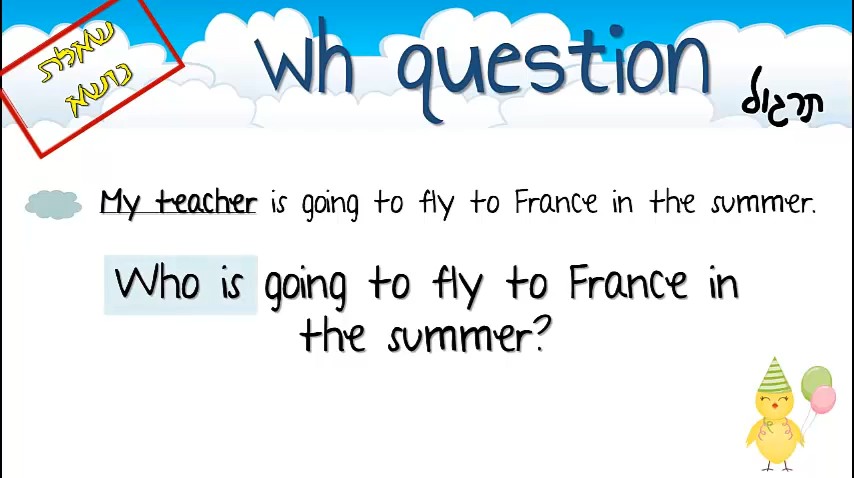 שאלת
נושא
Wh question
תרגול
My teacher is going to fly to France in the summer.
Who is going to fly to France in
the summer?